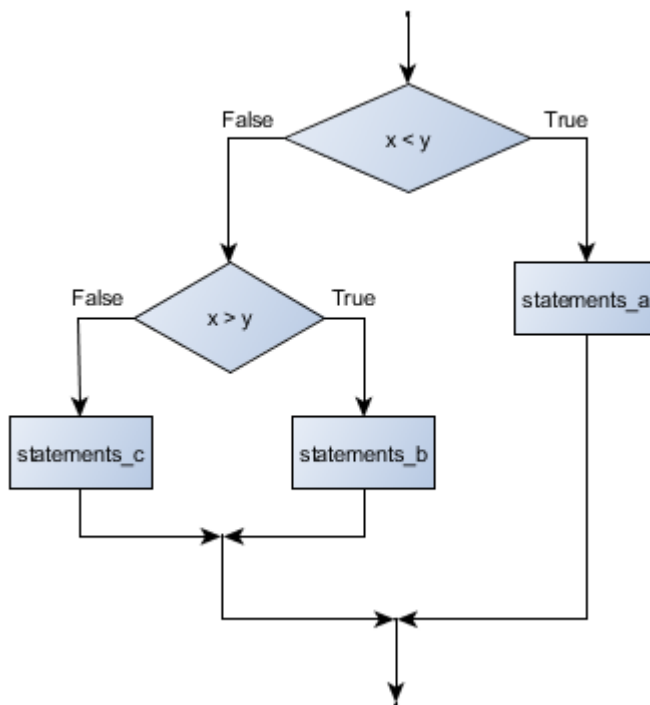 False
True
x < y
False
True
x > y
statements_a
statements_c
statements_b